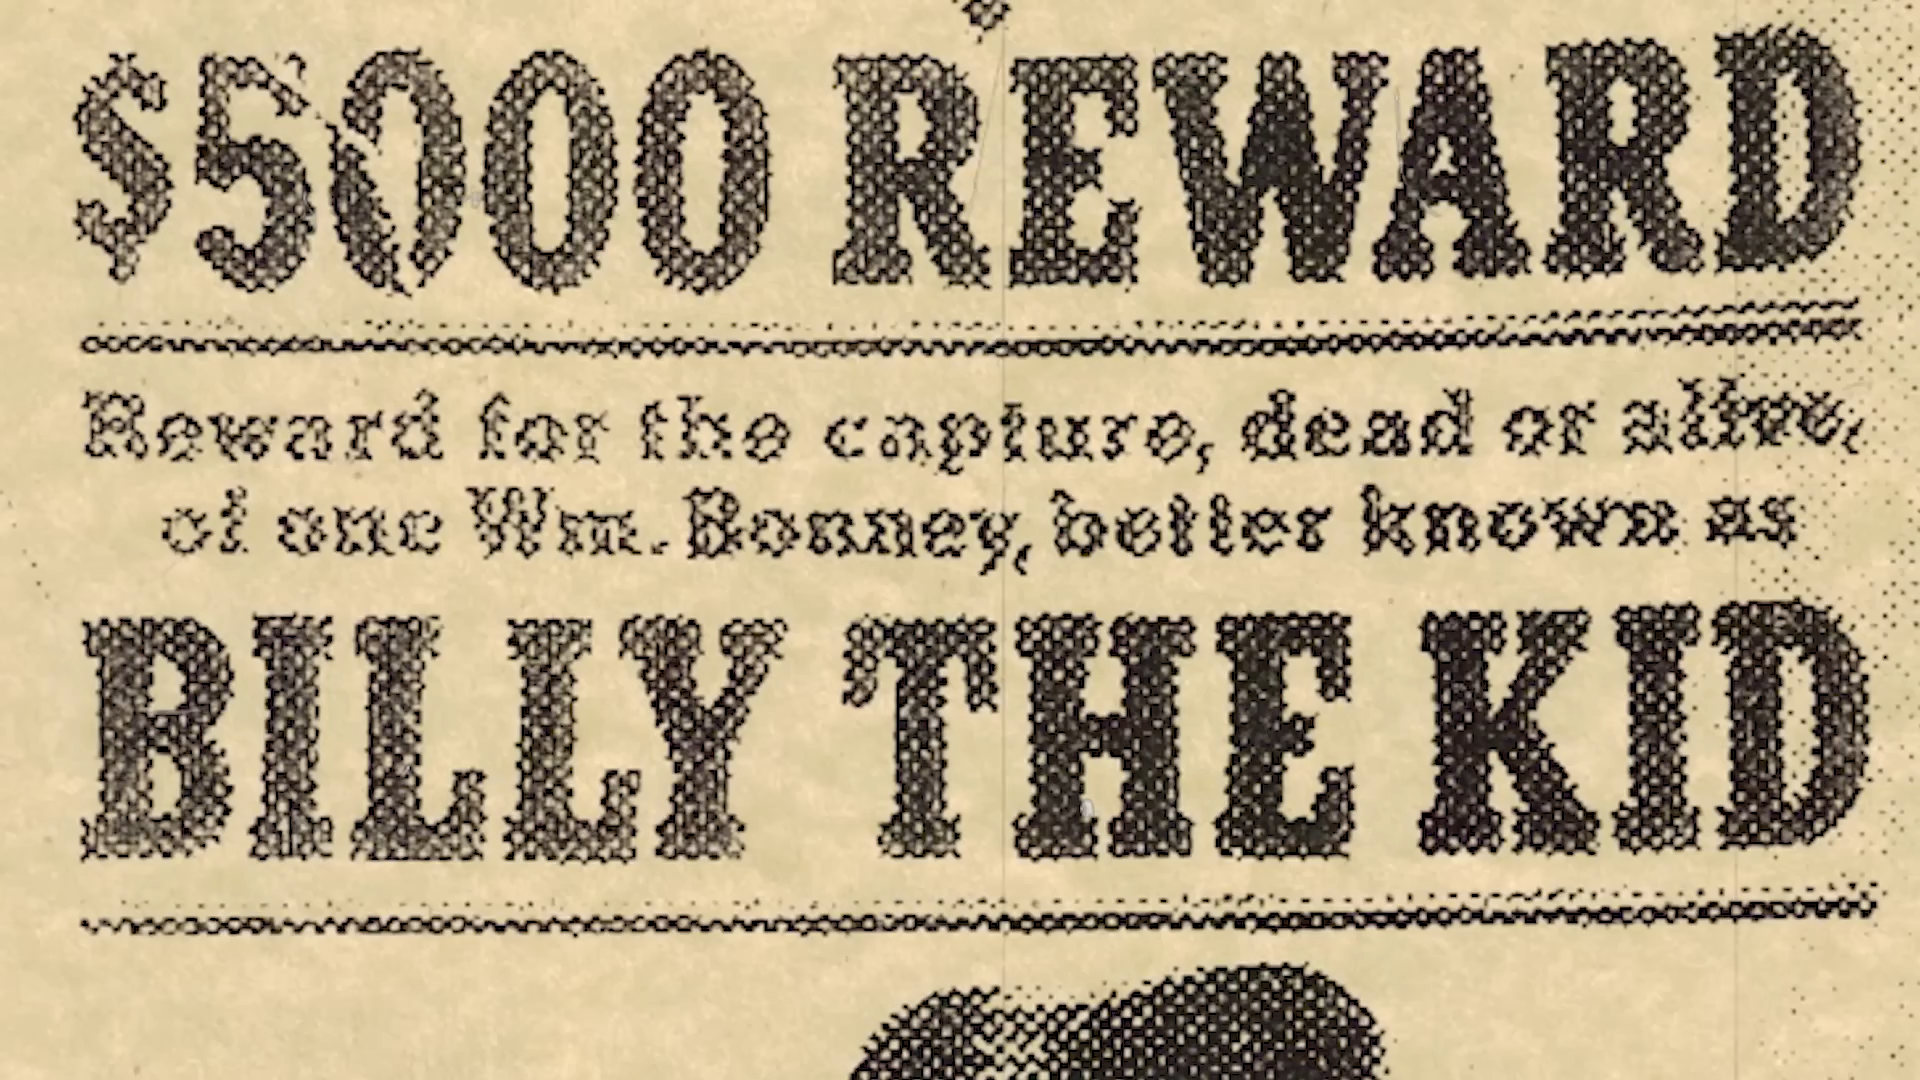 $5000 REWARD
Reward for the capture, dead or alive,
of one Wm. Bonney, better known as
BILLY THE KID